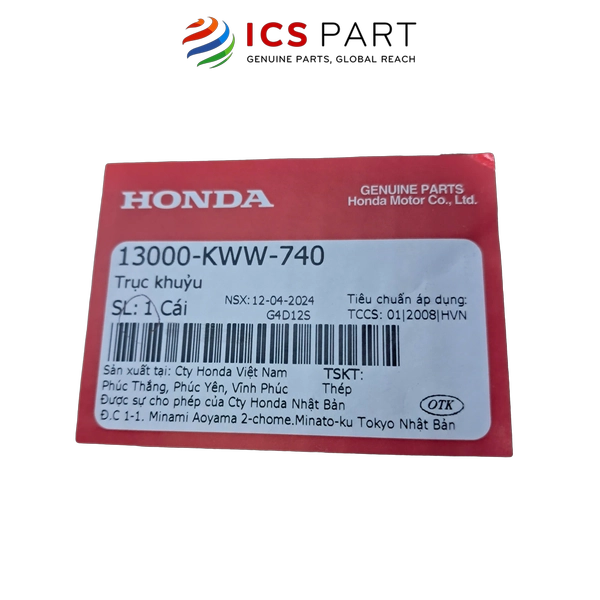 ICS PART
GENUINE PARTS, GLOBAL REACH
HONDA
GENUINE PARTS
Honda Motor Co., Ltd.
13000-KWW-740
Trục khuỷu
SL: 1 Cái
NSX: 12-04-2024
G4D12S
Tiêu chuẩn áp dụng:
TCCS: 01|2008|HVN
Sản xuất tại: Cty Honda Việt Nam
TSKT:
Phúc Thắng, Phúc Yên, Vĩnh Phúc
Thép
Được sự cho phép của Cty Honda Nhật Bản
Đ.C 1-1. Minami Aoyama 2-chome.Minato-ku Tokyo Nhật Bản
OTK